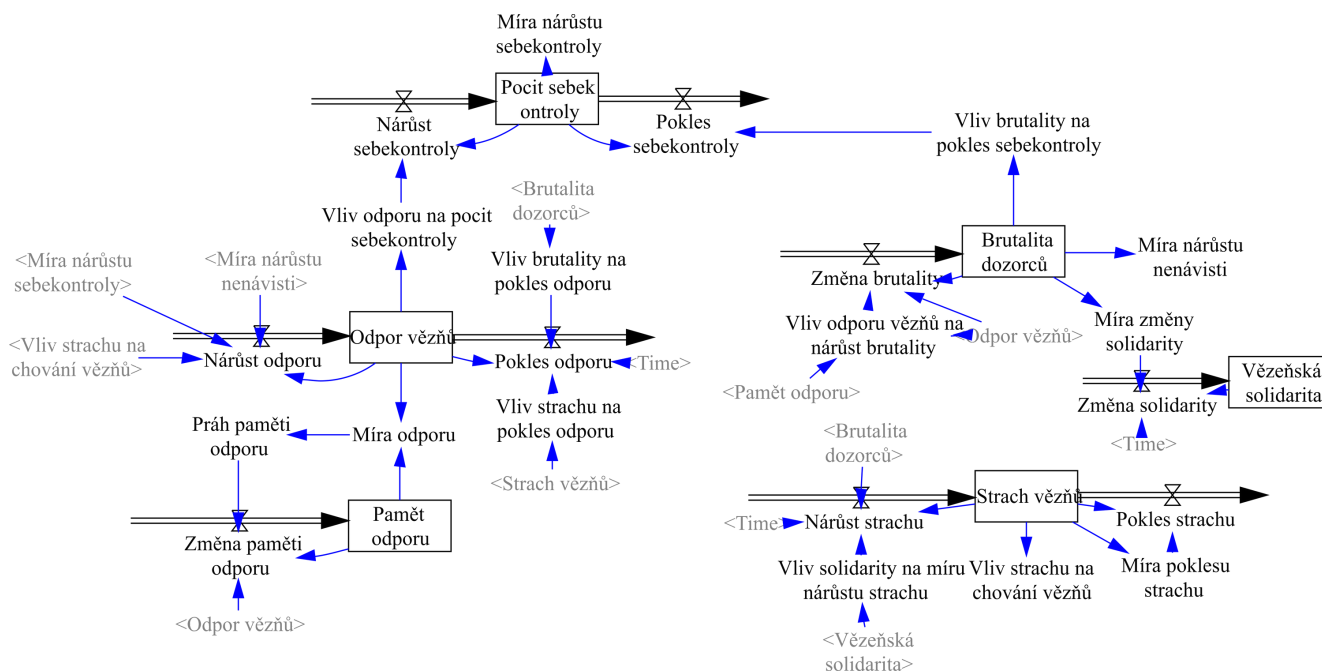 Míra nárůstu
sebekontroly
Pocit sebek
ontroly
Nárůst
sebekontroly
Pokles
sebekontroly
Vliv brutality na
pokles sebekontroly
<Brutalita
dozorců>
Vliv odporu na pocit
sebekontroly
<Míra nárůstu
sebekontroly>
<Míra nárůstu
nenávisti>
Vliv brutality na
pokles odporu
Brutalita
dozorců
Míra nárůstu
nenávisti
Změna brutality
Odpor vězňů
<Vliv strachu na
chování vězňů>
Nárůst odporu
Pokles odporu
<Time>
Vliv odporu vězňů na
nárůst brutality
<Odpor vězňů>
Míra změny
solidarity
<Pamět odporu>
Vězeňská
solidarita
Změna solidarity
<Time>
Práh paměti
odporu
Míra odporu
Vliv strachu na
pokles odporu
<Strach vězňů>
<Brutalita
dozorců>
Pamět
odporu
Změna paměti
odporu
<Odpor vězňů>
Strach vězňů
<Time>
Nárůst strachu
Pokles strachu
Vliv solidarity na míru
nárůstu strachu
Vliv strachu na
chování vězňů
Míra poklesu
strachu
<Vězeňská
solidarita>